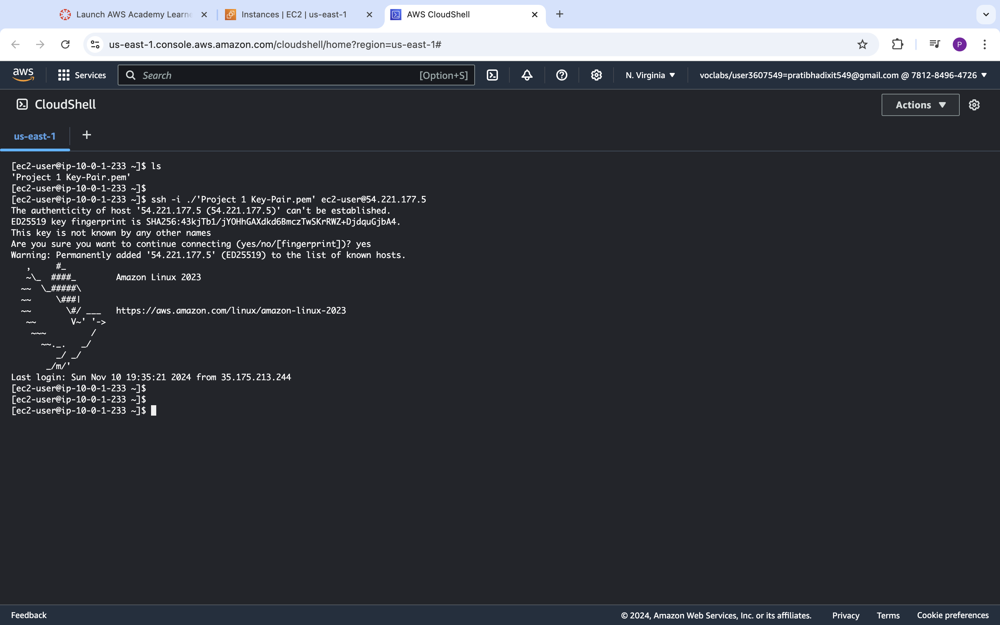 Launch AWS Academy Learne
Instances | EC2 | us-east-1
AWS CloudShell
us-east-1.console.aws.amazon.com/cloudshell/home?region=us-east-1#
P
aws
Services
Search
[Option+S]
N. Virginia
voclabs/user3607549=pratibhadixit549@gmail.com @ 7812-8496-4726
CloudShell
Actions
us-east-1
[ec2-user@ip-10-0-1-233 ~]$ ls
'Project 1 Key-Pair.pem'
[ec2-user@ip-10-0-1-233 ~]$
[ec2-user@ip-10-0-1-233 ~]$ ssh -i ./'Project 1 Key-Pair.pem' ec2-user@54.221.177.5
The authenticity of host '54.221.177.5 (54.221.177.5)' can't be established.
ED25519 key fingerprint is SHA256:43kjTb1/jYOHhGAXdkd6BmczTwSKrRWZ+DjdquGjbA4.
This key is not known by any other names
Are you sure you want to continue connecting (yes/no/[fingerprint])? yes
Warning: Permanently added '54.221.177.5' (ED25519) to the list of known hosts.
   ,     #_
   ~\_  ####_        Amazon Linux 2023
  ~~  \_#####\
  ~~     \###|
  ~~       \#/ ___   https://aws.amazon.com/linux/amazon-linux-2023
   ~~       V~' '->
    ~~~         /
      ~~._.   _/
         _/ _/
       _/m/'
Last login: Sun Nov 10 19:35:21 2024 from 35.175.213.244
[ec2-user@ip-10-0-1-233 ~]$
[ec2-user@ip-10-0-1-233 ~]$
[ec2-user@ip-10-0-1-233 ~]$
Feedback
© 2024, Amazon Web Services, Inc. or its affiliates.
Privacy
Terms
Cookie preferences